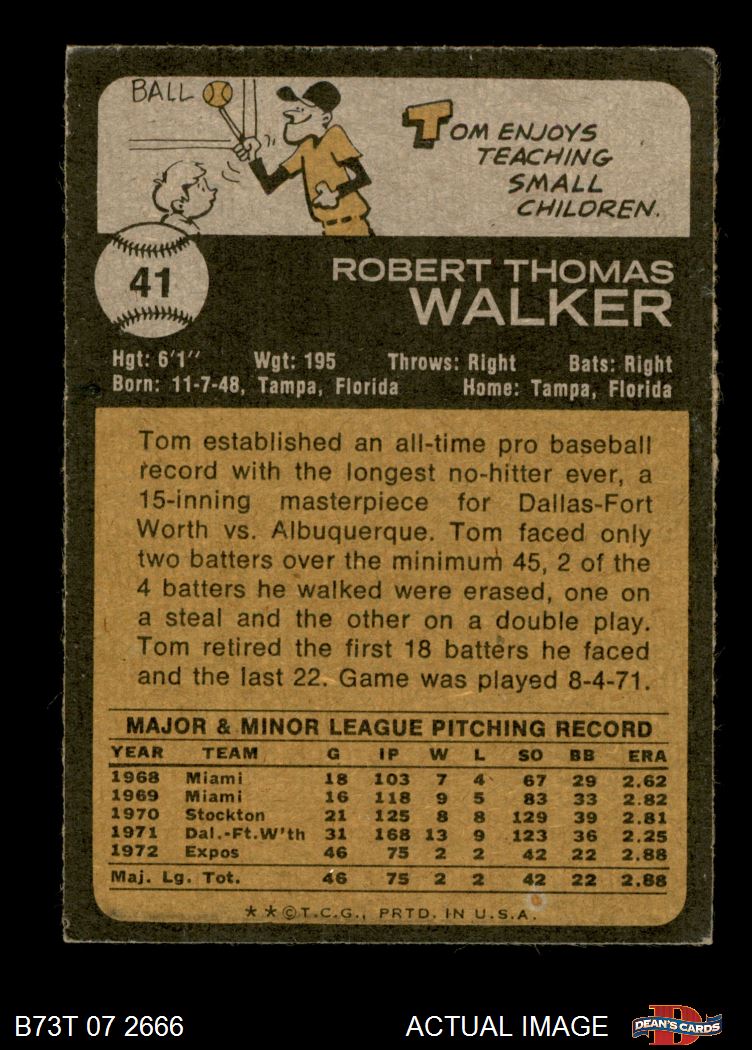 BALL
TOM ENJOYS
TEACHING
SMALL
CHILDREN.
41
ROBERT THOMAS
WALKER
Hgt: 6'1" Wgt: 195 Throws: Right Bats: Right
Born: 11-7-48, Tampa, Florida Home: Tampa, Florida
Tom established an all-time pro baseball
record with the longest no-hitter ever, a
15-inning masterpiece for Dallas-Fort
Worth vs. Albuquerque. Tom faced only
two batters over the minimum 45, 2 of the
4 batters he walked were erased, one on
a steal and the other on a double play.
Tom retired the first 18 batters he faced
and the last 22. Game was played 8-4-71.
MAJOR & MINOR LEAGUE PITCHING RECORD
YEAR TEAM G IP W L SO BB ERA
1968 Miami 18 103 7 4 67 29 2.62
1969 Miami 16 118 9 5 83 33 2.82
1970 Stockton 21 125 8 8 129 39 2.81
1971 Dal.-Ft.W'th 31 168 13 9 123 36 2.25
1972 Expos 46 75 2 2 42 22 2.88
Maj. Lg. Tot. 46 75 2 2 42 22 2.88
**©T.C.G., PRTD. IN U.S.A.
B73T 07 2666 ACTUAL IMAGE DEAN'S CARDS